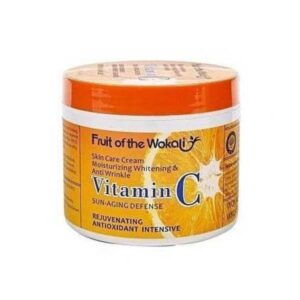 Fruit of the Wokali
Skin Care Cream
Moisturizing Whitening &
Anti Wrinkle
Vitamin C
SUN-AGING DEFENSE
REJUVENATING
ANTIOXIDANT INTENSIVE